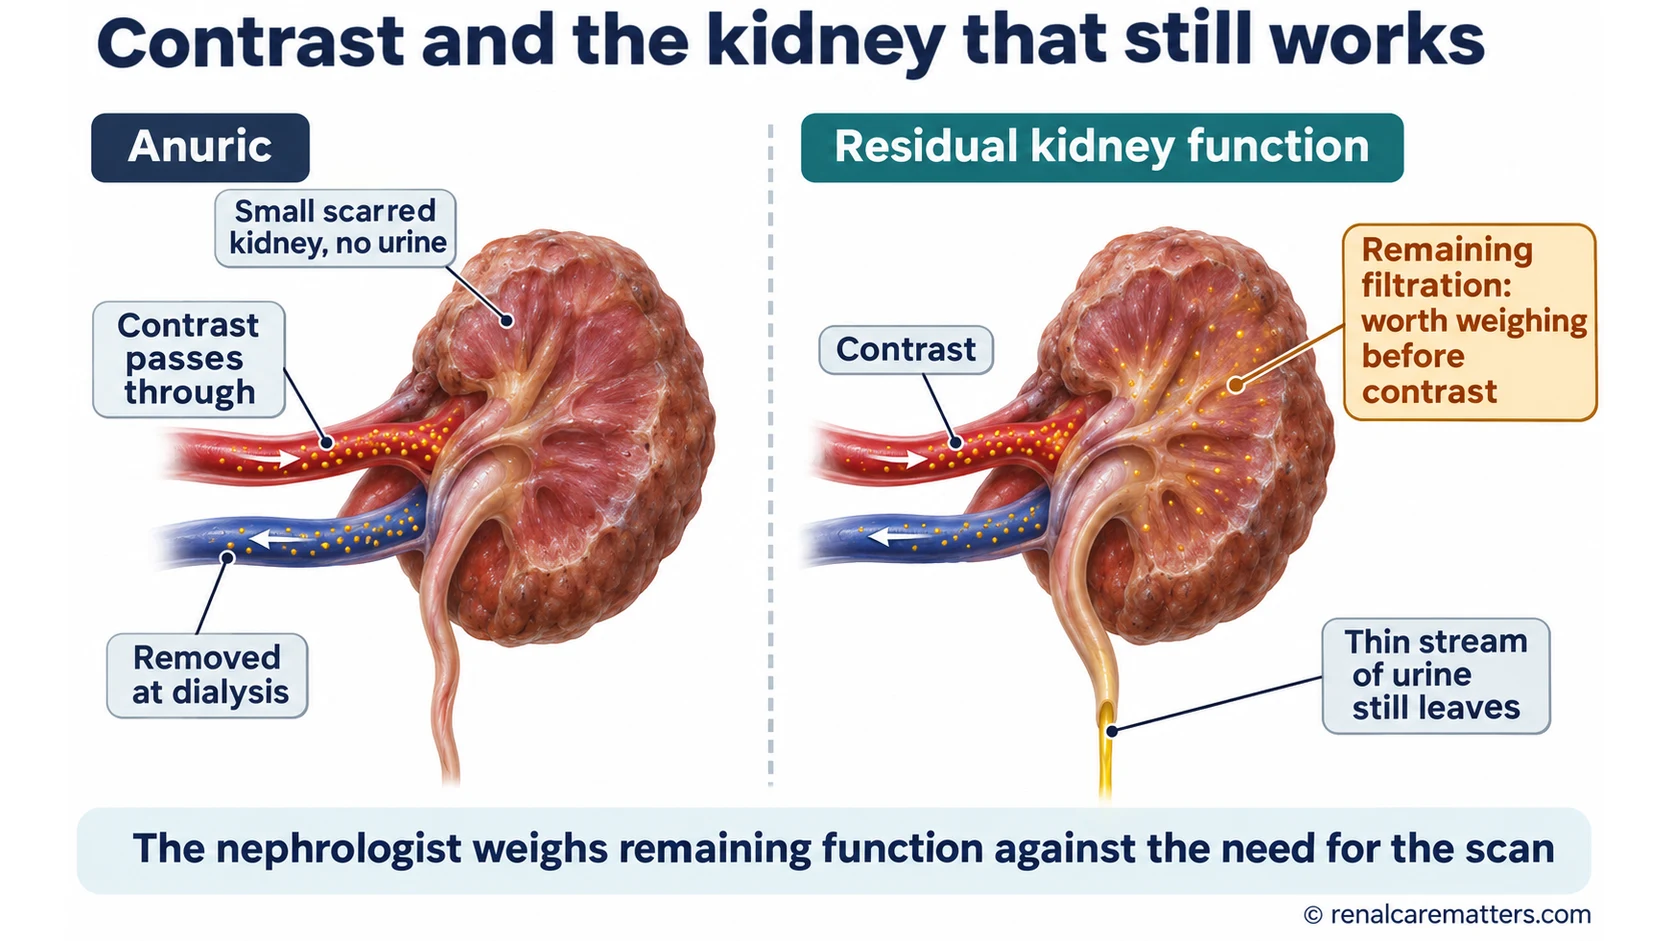 Contrast and the kidney that still works
Anuric
Small scarred
kidney, no urine
Contrast
passes
through
Removed
at dialysis
Residual kidney function
Contrast
Remaining
filtration:
worth weighing
before
contrast
Thin stream
of urine
still leaves
The nephrologist weighs remaining function against the need for the scan
© renalcarematters.com